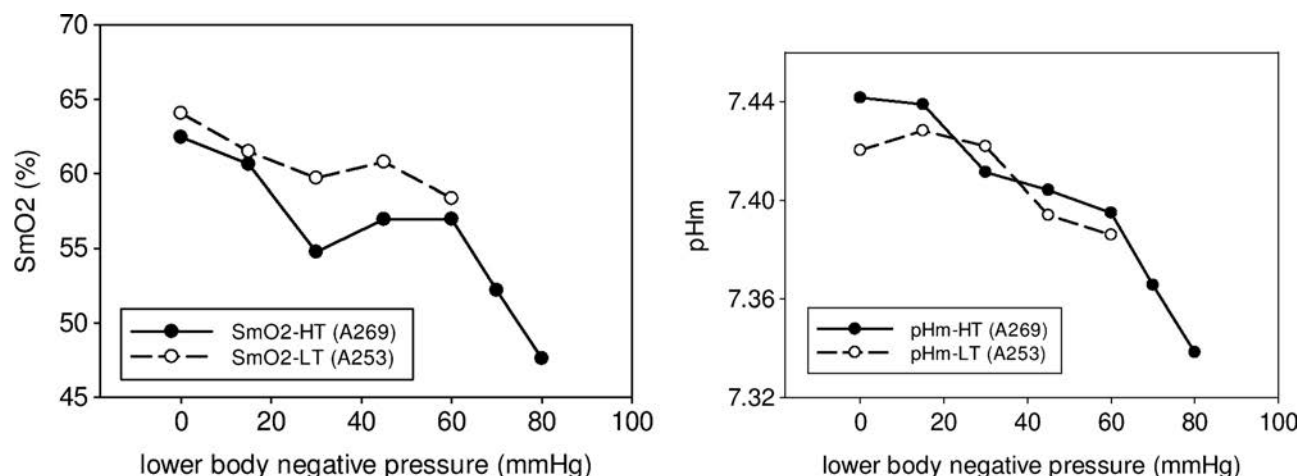 70
65
60
55
50
45
SmO2 (%)
SmO2-HT (A269)
SmO2-LT (A253)
0 20 40 60 80 100
lower body negative pressure (mmHg)
7.44
7.40
7.36
7.32
pHm
pHm-HT (A269)
pHm-LT (A253)
0 20 40 60 80 100
lower body negative pressure (mmHg)